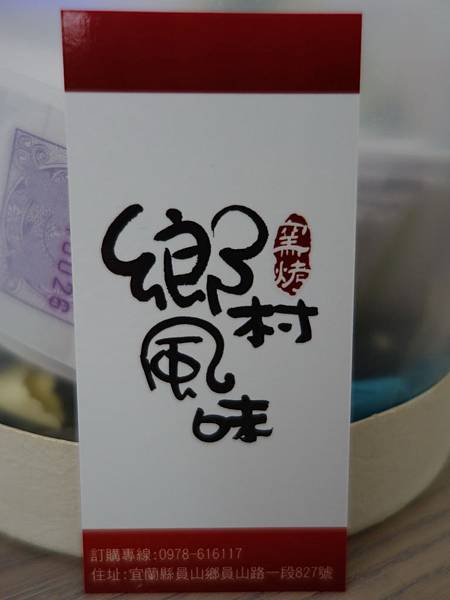 窯烤
鄉村
風味
訂購專線:0978-616117
住址:宜蘭縣員山鄉員山路一段827號
0026